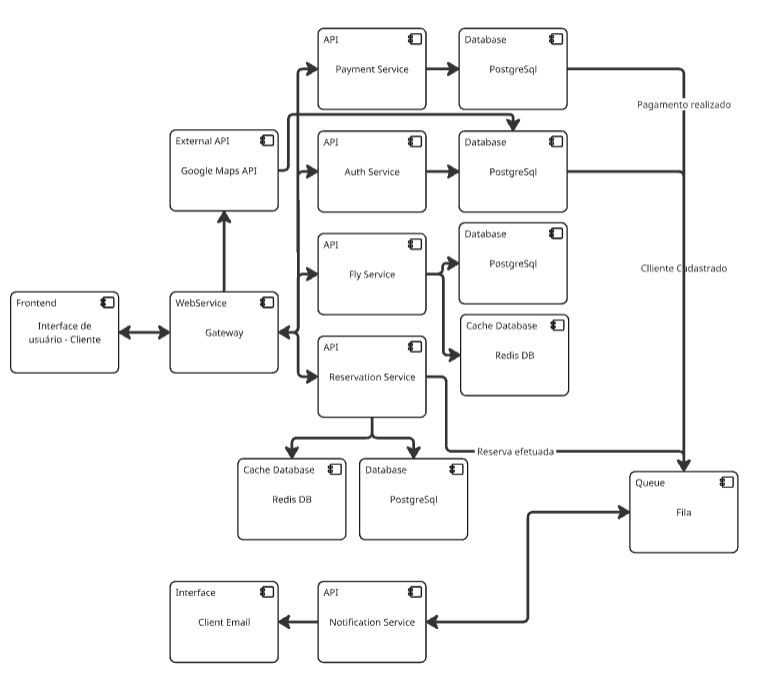 API
Payment Service
Database
PostgreSql
Pagamento realizado
External API
Google Maps API
API
Auth Service
Database
PostgreSql
API
Fly Service
Database
PostgreSql
Clliente Cadastrado
Frontend
Interface de
usuário - Cliente
WebService
Gateway
Cache Database
Redis DB
API
Reservation Service
Reserva efetuada
Cache Database
Redis DB
Database
PostgreSql
Queue
Fila
Interface
Client Email
API
Notification Service